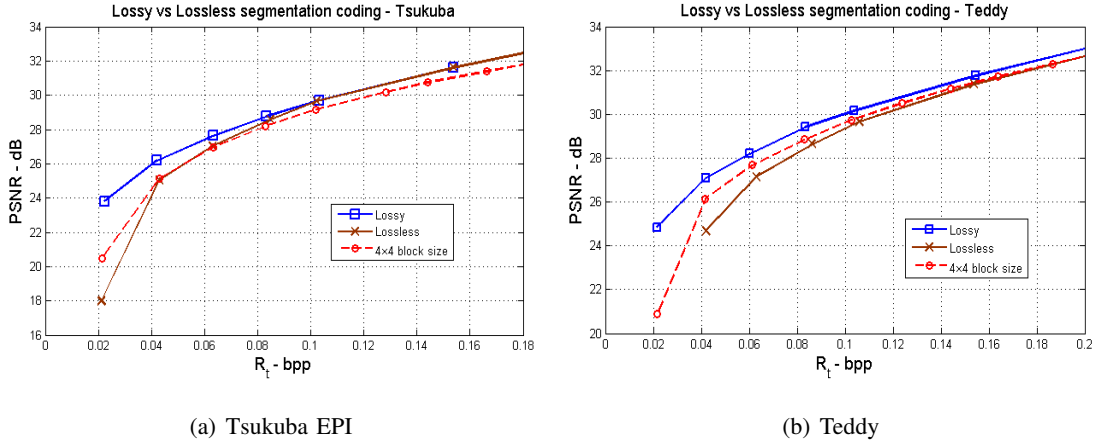 Lossy vs Lossless segmentation coding - Tsukuba
34
32
30
28
26
24
22
20
18
16
PSNR - dB
0
0.02
0.04
0.06
0.08
0.1
0.12
0.14
0.16
0.18
R_t - bpp
Lossy
Lossless
4×4 block size
(a) Tsukuba EPI
Lossy vs Lossless segmentation coding - Teddy
34
32
30
28
26
24
22
20
PSNR - dB
0
0.02
0.04
0.06
0.08
0.1
0.12
0.14
0.16
0.18
0.2
R_t - bpp
Lossy
Lossless
4×4 block size
(b) Teddy